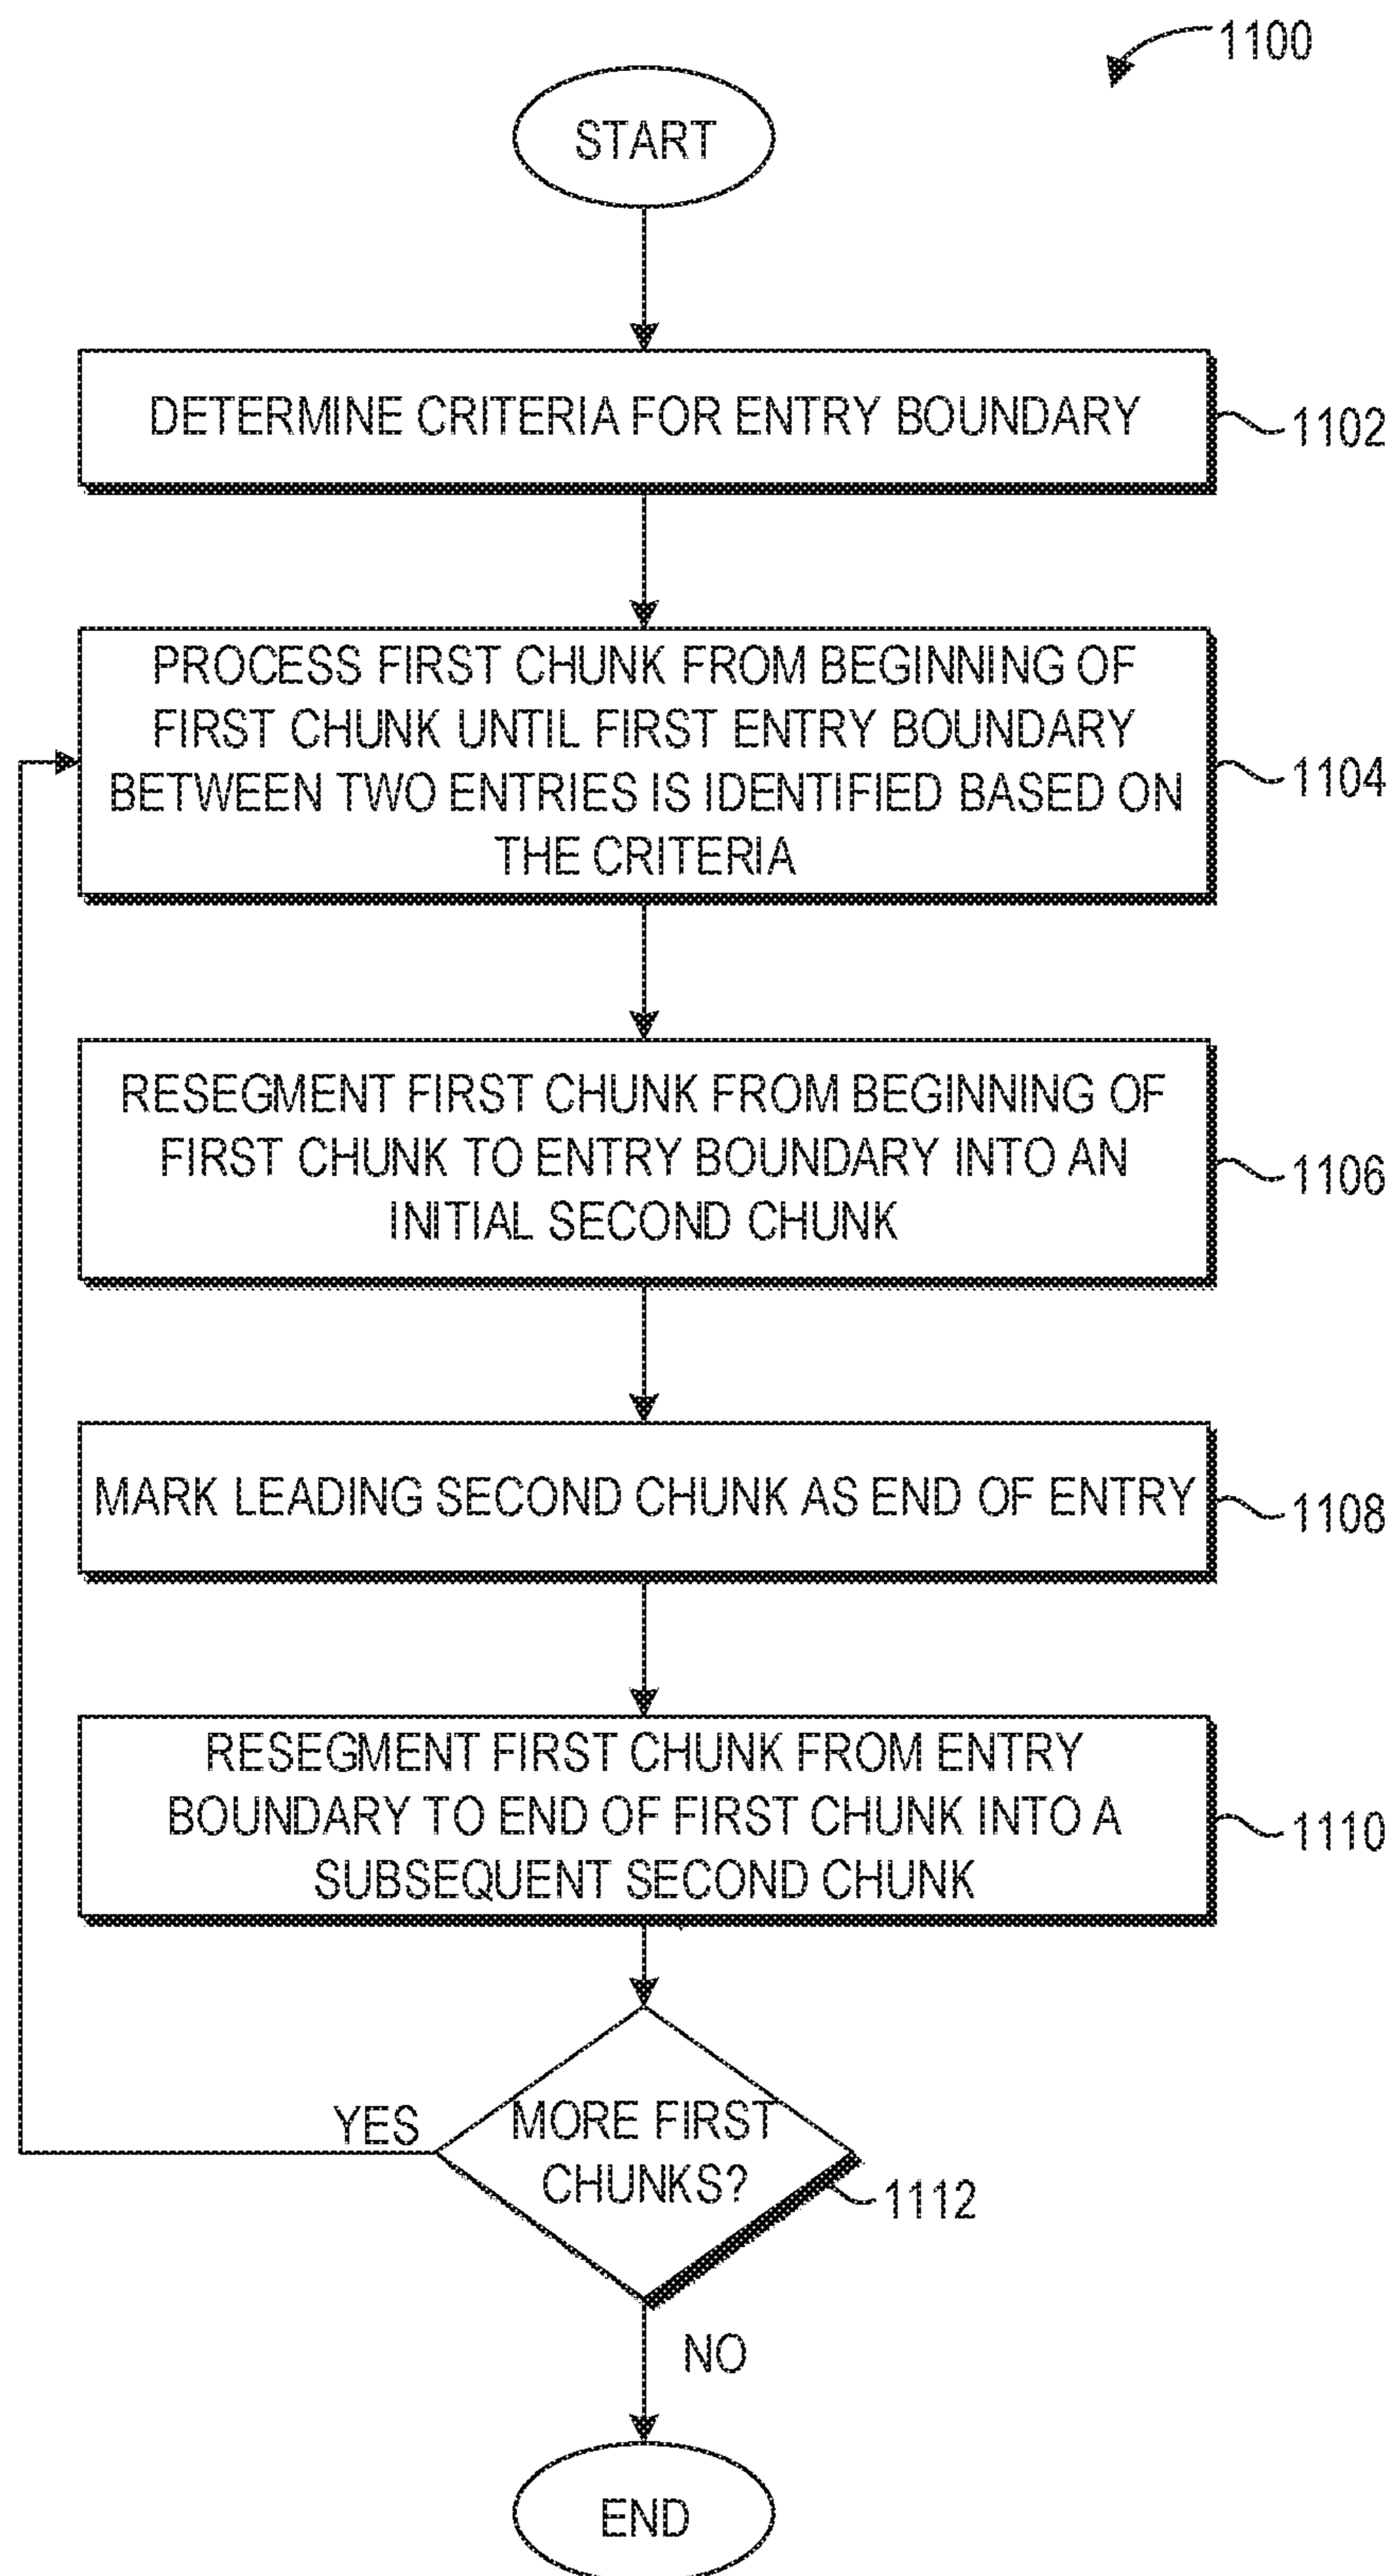 1100
START
DETERMINE CRITERIA FOR ENTRY BOUNDARY
1102
PROCESS FIRST CHUNK FROM BEGINNING OF
FIRST CHUNK UNTIL FIRST ENTRY BOUNDARY
BETWEEN TWO ENTRIES IS IDENTIFIED BASED ON
THE CRITERIA
1104
RESEGMENT FIRST CHUNK FROM BEGINNING OF
FIRST CHUNK TO ENTRY BOUNDARY INTO AN
INITIAL SECOND CHUNK
1106
MARK LEADING SECOND CHUNK AS END OF ENTRY
1108
RESEGMENT FIRST CHUNK FROM ENTRY
BOUNDARY TO END OF FIRST CHUNK INTO A
SUBSEQUENT SECOND CHUNK
1110
YES
MORE FIRST
CHUNKS?
1112
NO
END